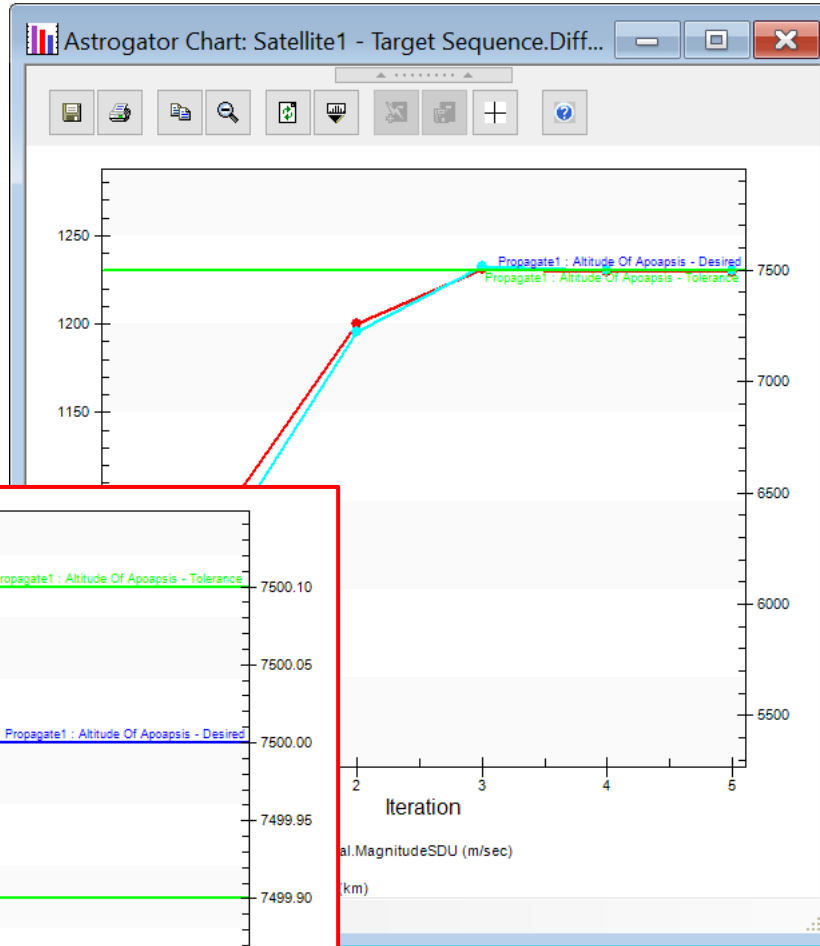 Astrogator Chart: Satellite1 - Target Sequence.Diff...
1250
1200
1150
Propagate1 : Altitude Of Apoapsis - Desired
Propagate1 : Altitude Of Apoapsis - Tolerance
7500
7000
6500
6000
5500
2
3
4
5
Iteration
al.MagnitudeSDU (m/sec)
(km)
ropagate1 : Altitude Of Apoapsis - Tolerance
7500.10
7500.05
Propagate1 : Altitude Of Apoapsis - Desired
7500.00
7499.95
7499.90